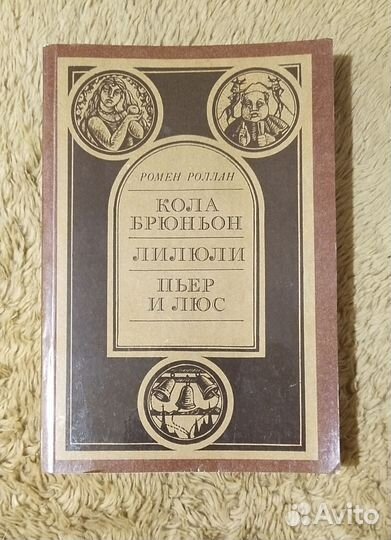 РОМЕН РОЛЛАН
КОЛА
БРЮНЬОН
ЛИЛЮЛИ
ПЬЕР
И ЛЮС
Avito